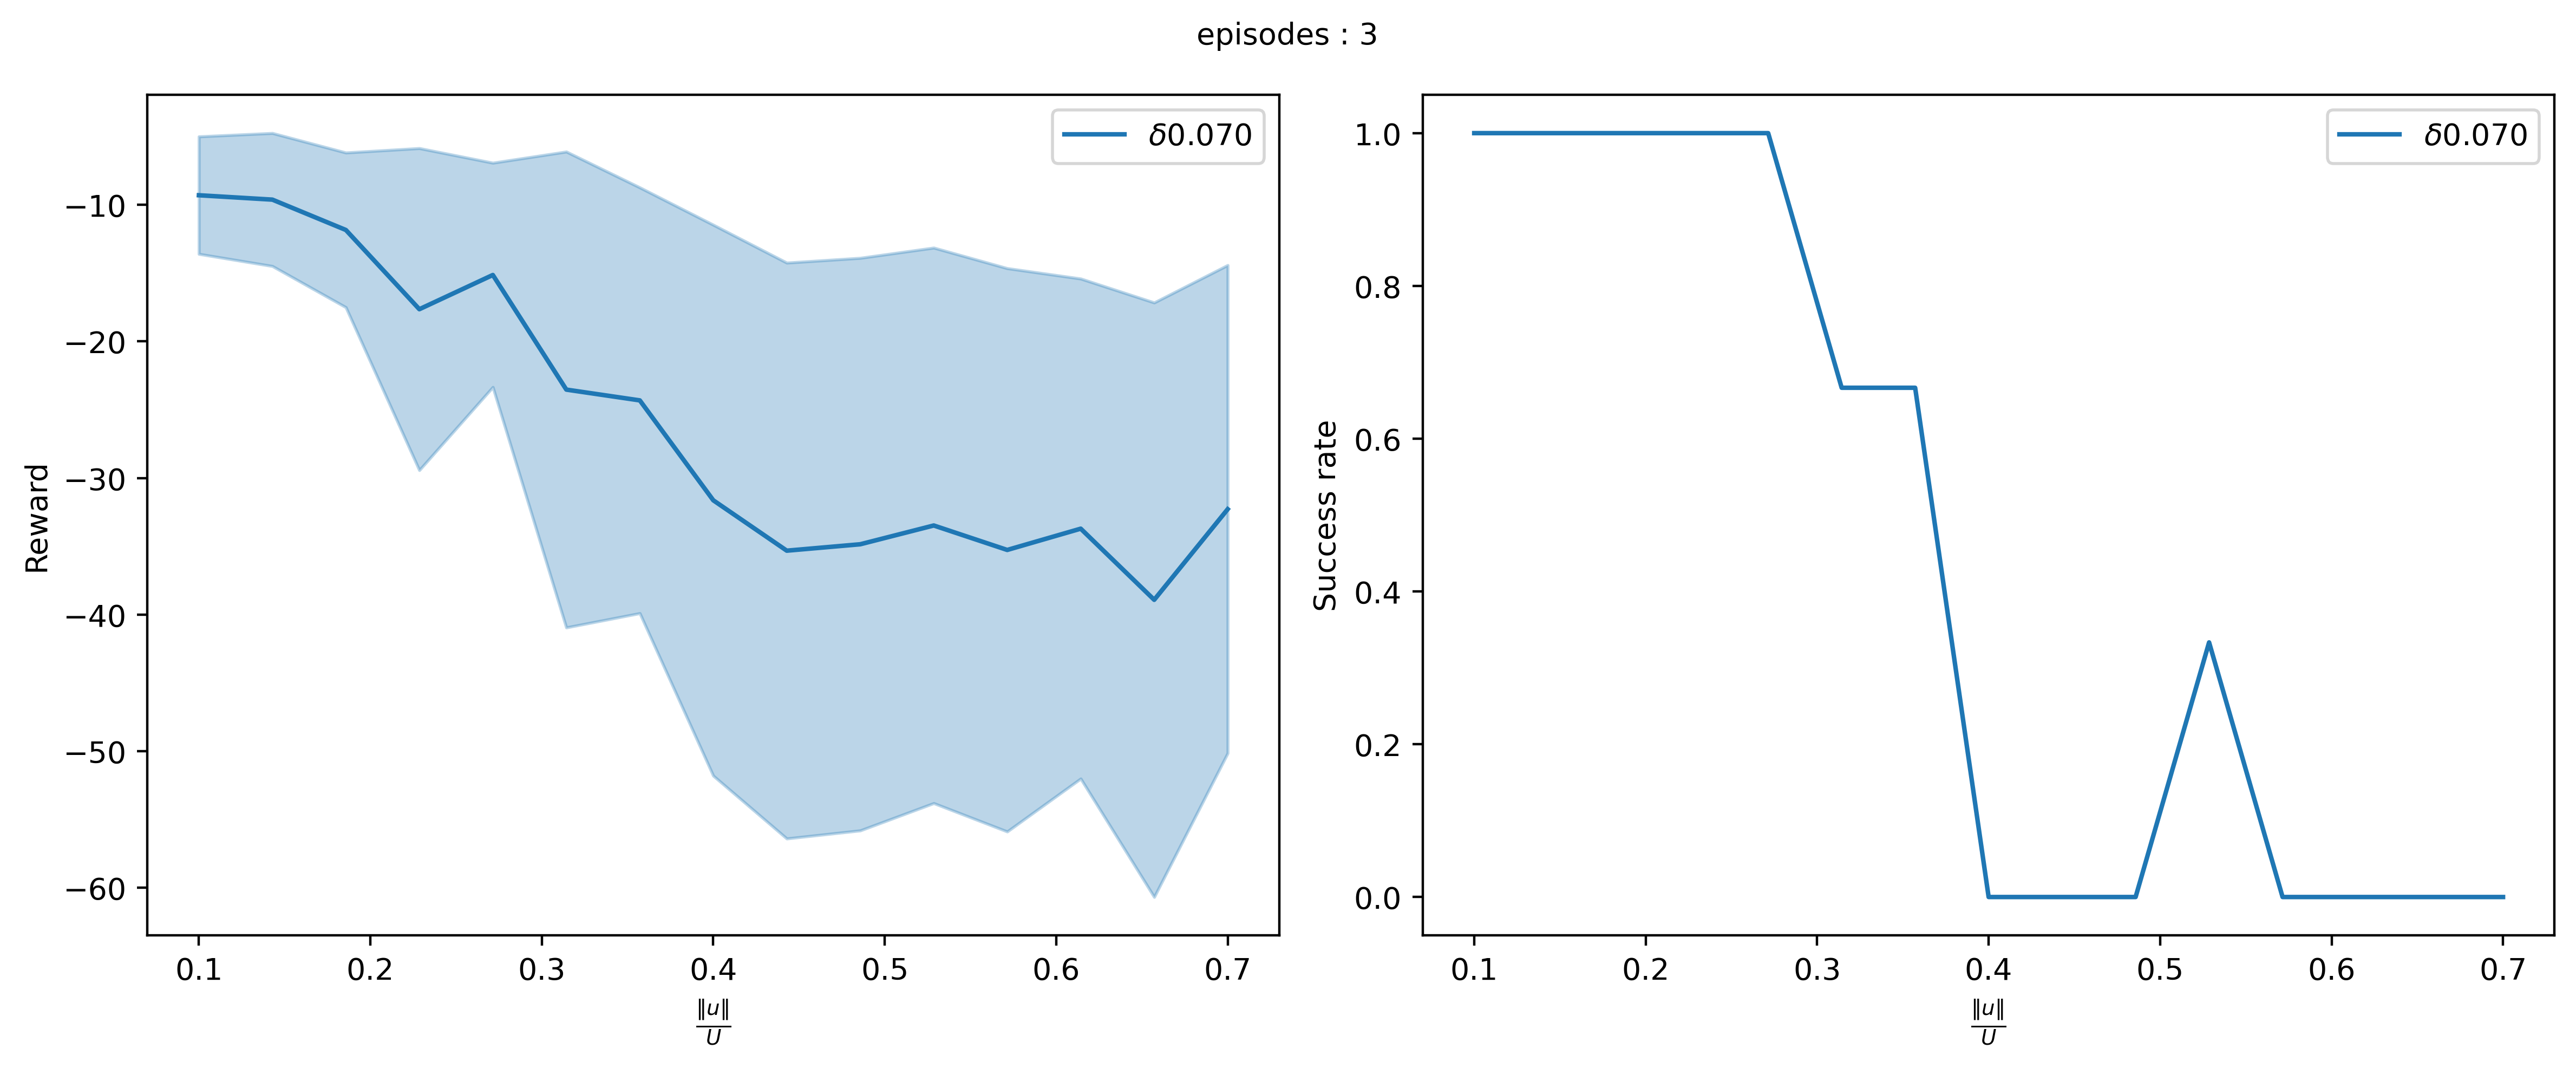 episodes : 3
δ0.070
−10
−20
−30
−40
−50
−60
Reward
0.1 0.2 0.3 0.4 0.5 0.6 0.7
‖u‖
U
δ0.070
1.0
0.8
0.6
0.4
0.2
0.0
Success rate
0.1 0.2 0.3 0.4 0.5 0.6 0.7
‖u‖
U